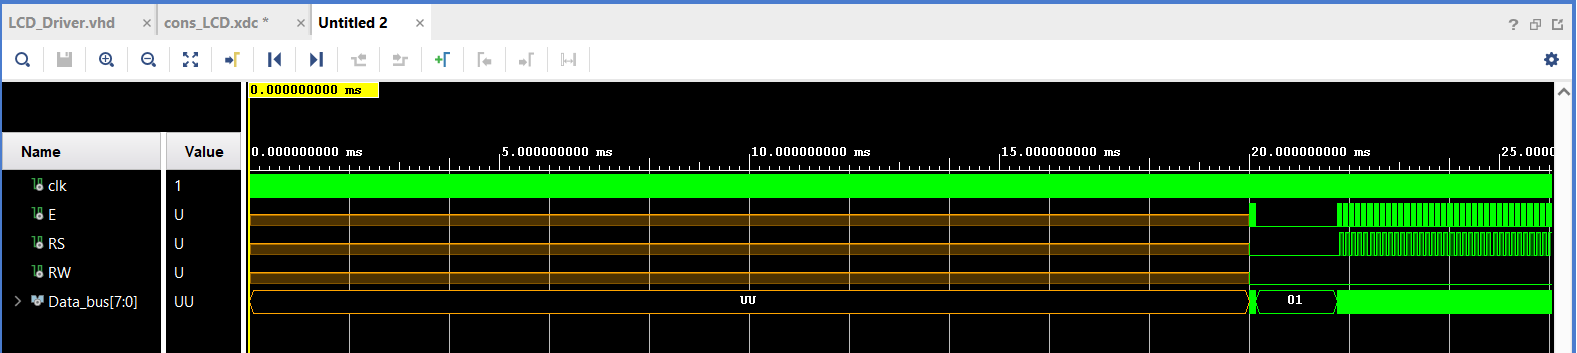 LCD_Driver.vhd × cons_LCD.xdc * × Untitled 2 ×
?
0.000000000 ms
Name Value
0.000000000 ms 5.000000000 ms 10.000000000 ms 15.000000000 ms 20.000000000 ms 25.0000
clk 1
E U
RS U
RW U
Data_bus[7:0] UU UU 01